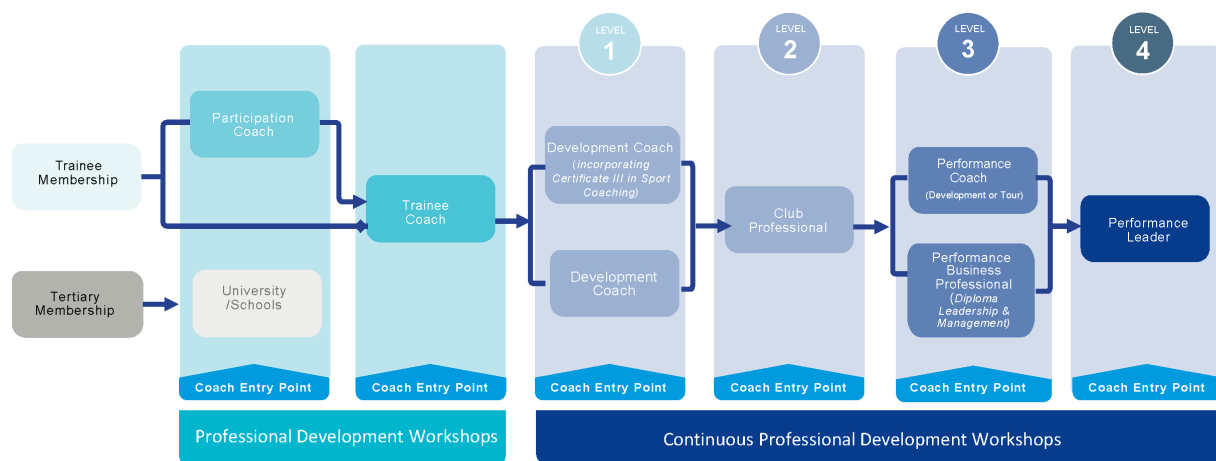 LEVEL
1
LEVEL
2
LEVEL
3
LEVEL
4
Trainee
Membership
Participation
Coach
Trainee
Coach
Tertiary
Membership
University
/Schools
Development Coach
(incorporating
Certificate III in Sport
Coaching)
Development
Coach
Club
Professional
Performance
Coach
(Development or Tour)
Performance
Business
Professional
(Diploma
Leadership &
Management)
Performance
Leader
Coach Entry Point
Coach Entry Point
Coach Entry Point
Coach Entry Point
Coach Entry Point
Coach Entry Point
Professional Development Workshops
Continuous Professional Development Workshops